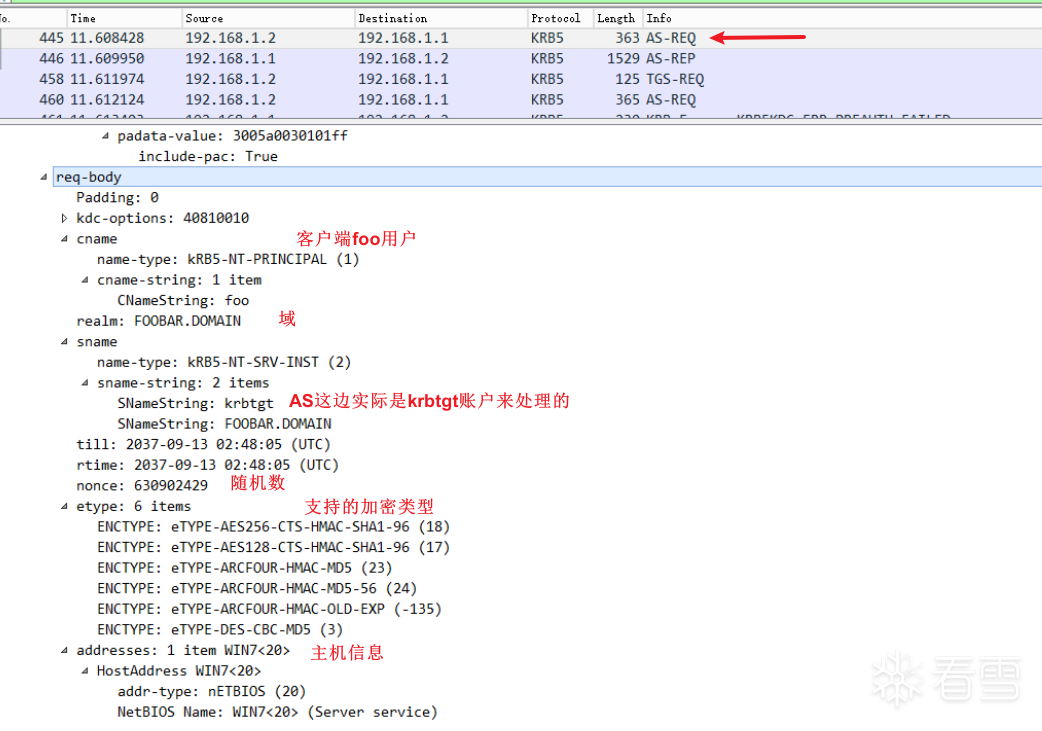 o. Time Source Destination Protocol Length Info
445 11.608428 192.168.1.2 192.168.1.1 KRB5 363 AS-REQ
446 11.609950 192.168.1.1 192.168.1.2 KRB5 1529 AS-REP
458 11.611974 192.168.1.2 192.168.1.1 KRB5 125 TGS-REQ
460 11.612124 192.168.1.2 192.168.1.1 KRB5 365 AS-REQ
padata-value: 3005a0030101ff
include-pac: True
req-body
Padding: 0
kdc-options: 40810010
cname 客户端foo用户
name-type: kRB5-NT-PRINCIPAL (1)
cname-string: 1 item
CNameString: foo
realm: FOOBAR.DOMAIN 域
sname
name-type: kRB5-NT-SRV-INST (2)
sname-string: 2 items
SNameString: krbtgt AS这边实际是krbtgt账户来处理的
SNameString: FOOBAR.DOMAIN
till: 2037-09-13 02:48:05 (UTC)
rtime: 2037-09-13 02:48:05 (UTC)
nonce: 630902429 随机数
etype: 6 items 支持的加密类型
ENCTYPE: eTYPE-AES256-CTS-HMAC-SHA1-96 (18)
ENCTYPE: eTYPE-AES128-CTS-HMAC-SHA1-96 (17)
ENCTYPE: eTYPE-ARCFOUR-HMAC-MD5 (23)
ENCTYPE: eTYPE-ARCFOUR-HMAC-MD5-56 (24)
ENCTYPE: eTYPE-ARCFOUR-HMAC-OLD-EXP (-135)
ENCTYPE: eTYPE-DES-CBC-MD5 (3)
addresses: 1 item WIN7<20> 主机信息
HostAddress WIN7<20>
addr-type: nETBIOS (20)
NetBIOS Name: WIN7<20> (Server service)
看雪